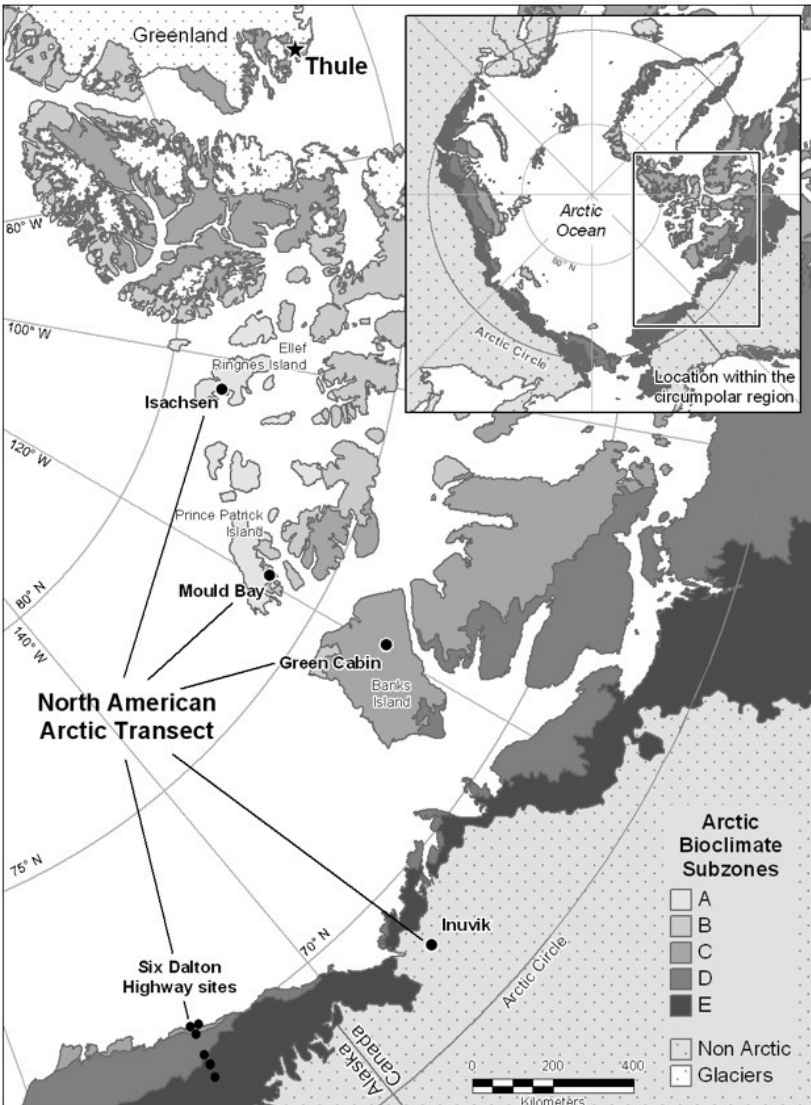 Greenland
Thule
80° W
100° W
120° W
80° N
140° W
75° N
70° N
Ellef
Ringnes Island
Isachsen
Prince Patrick
Island
Mould Bay
Green Cabin
Banks
Island
North American
Arctic Transect
Inuvik
Six Dalton
Highway sites
Alaska
Canada
Arctic Circle
Arctic
Ocean
80° N
Arctic Circle
Location within the
circumpolar region
Arctic
Bioclimate
Subzones
A
B
C
D
E
Non Arctic
Glaciers
0
200
400
Kilometers